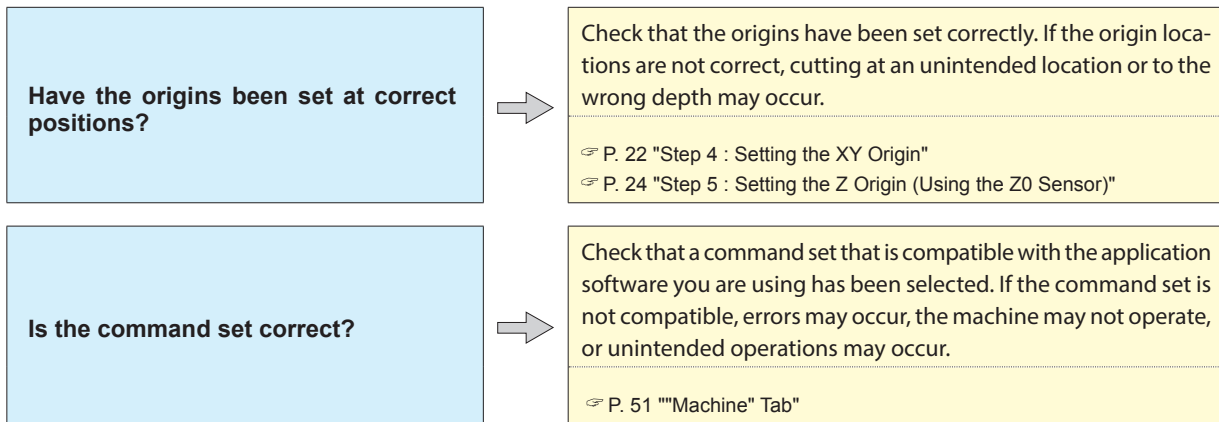 Have the origins been set at correct
positions?
Check that the origins have been set correctly. If the origin loca-
tions are not correct, cutting at an unintended location or to the
wrong depth may occur.
☞ P. 22 "Step 4 : Setting the XY Origin"
☞ P. 24 "Step 5 : Setting the Z Origin (Using the Z0 Sensor)"
Is the command set correct?
Check that a command set that is compatible with the application
software you are using has been selected. If the command set is
not compatible, errors may occur, the machine may not operate,
or unintended operations may occur.
☞ P. 51 ""Machine" Tab"